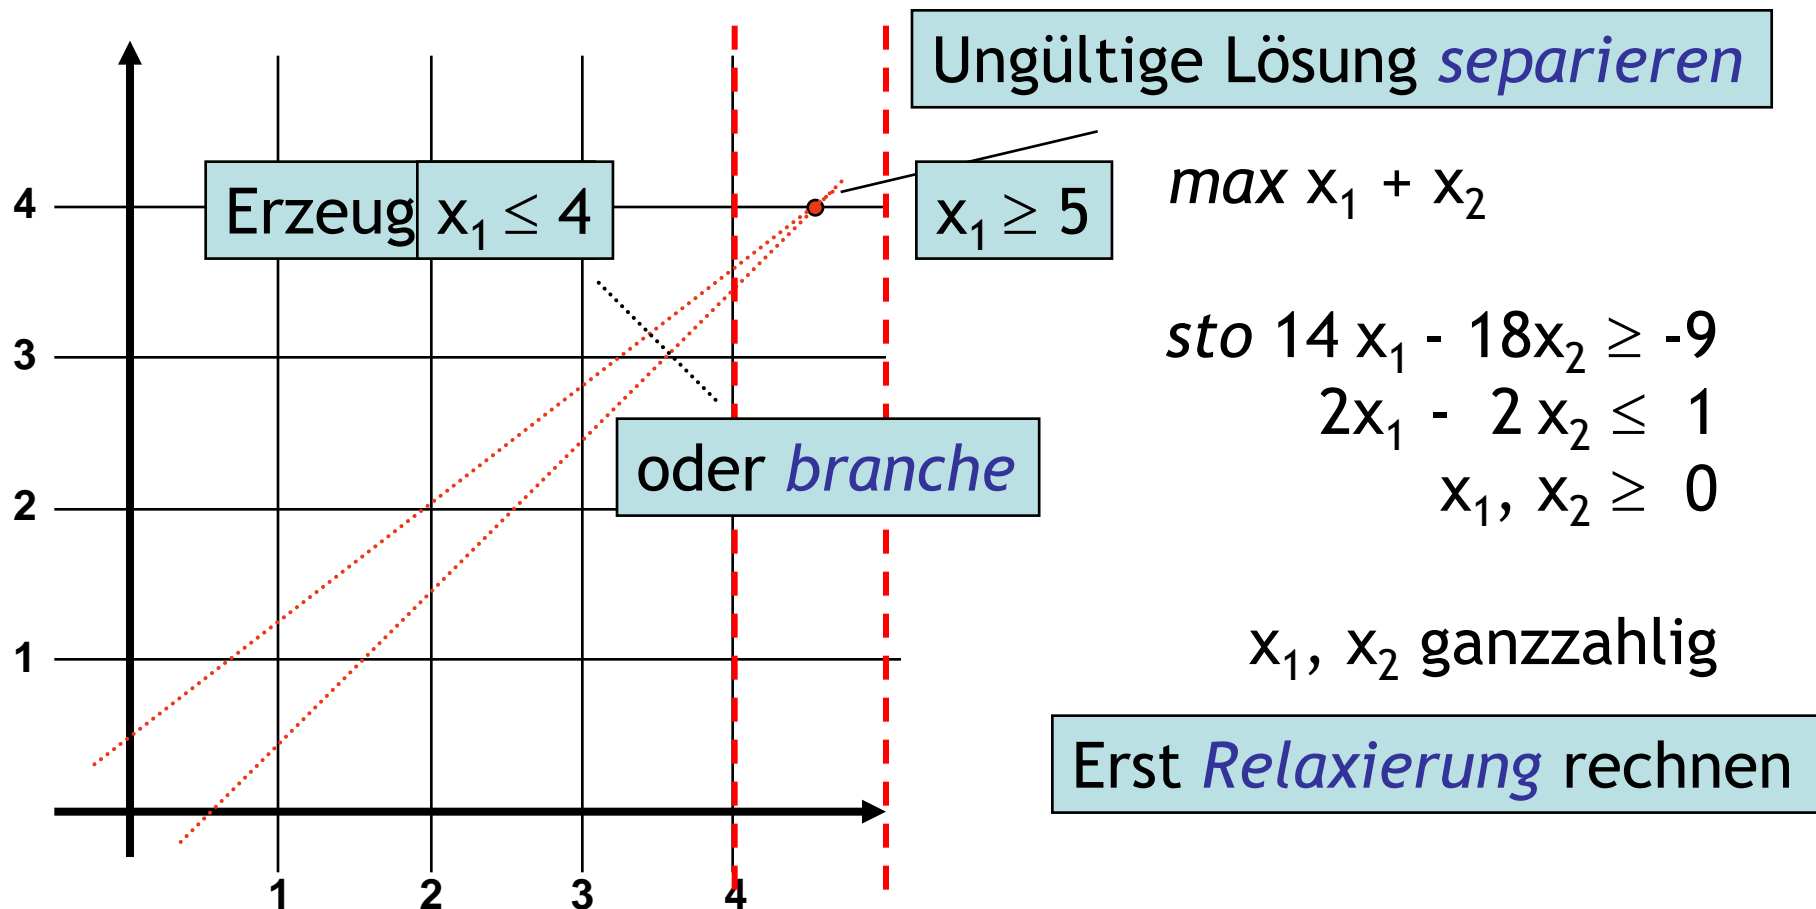 Ungültige Lösung separieren
Erzeug
x₁ ≤ 4
x₁ ≥ 5
max x₁ + x₂
sto 14 x₁ - 18x₂ ≥ -9
2x₁ - 2 x₂ ≤ 1
x₁, x₂ ≥ 0
oder branche
x₁, x₂ ganzzahlig
Erst Relaxierung rechnen
4
3
2
1
1 2 3 4